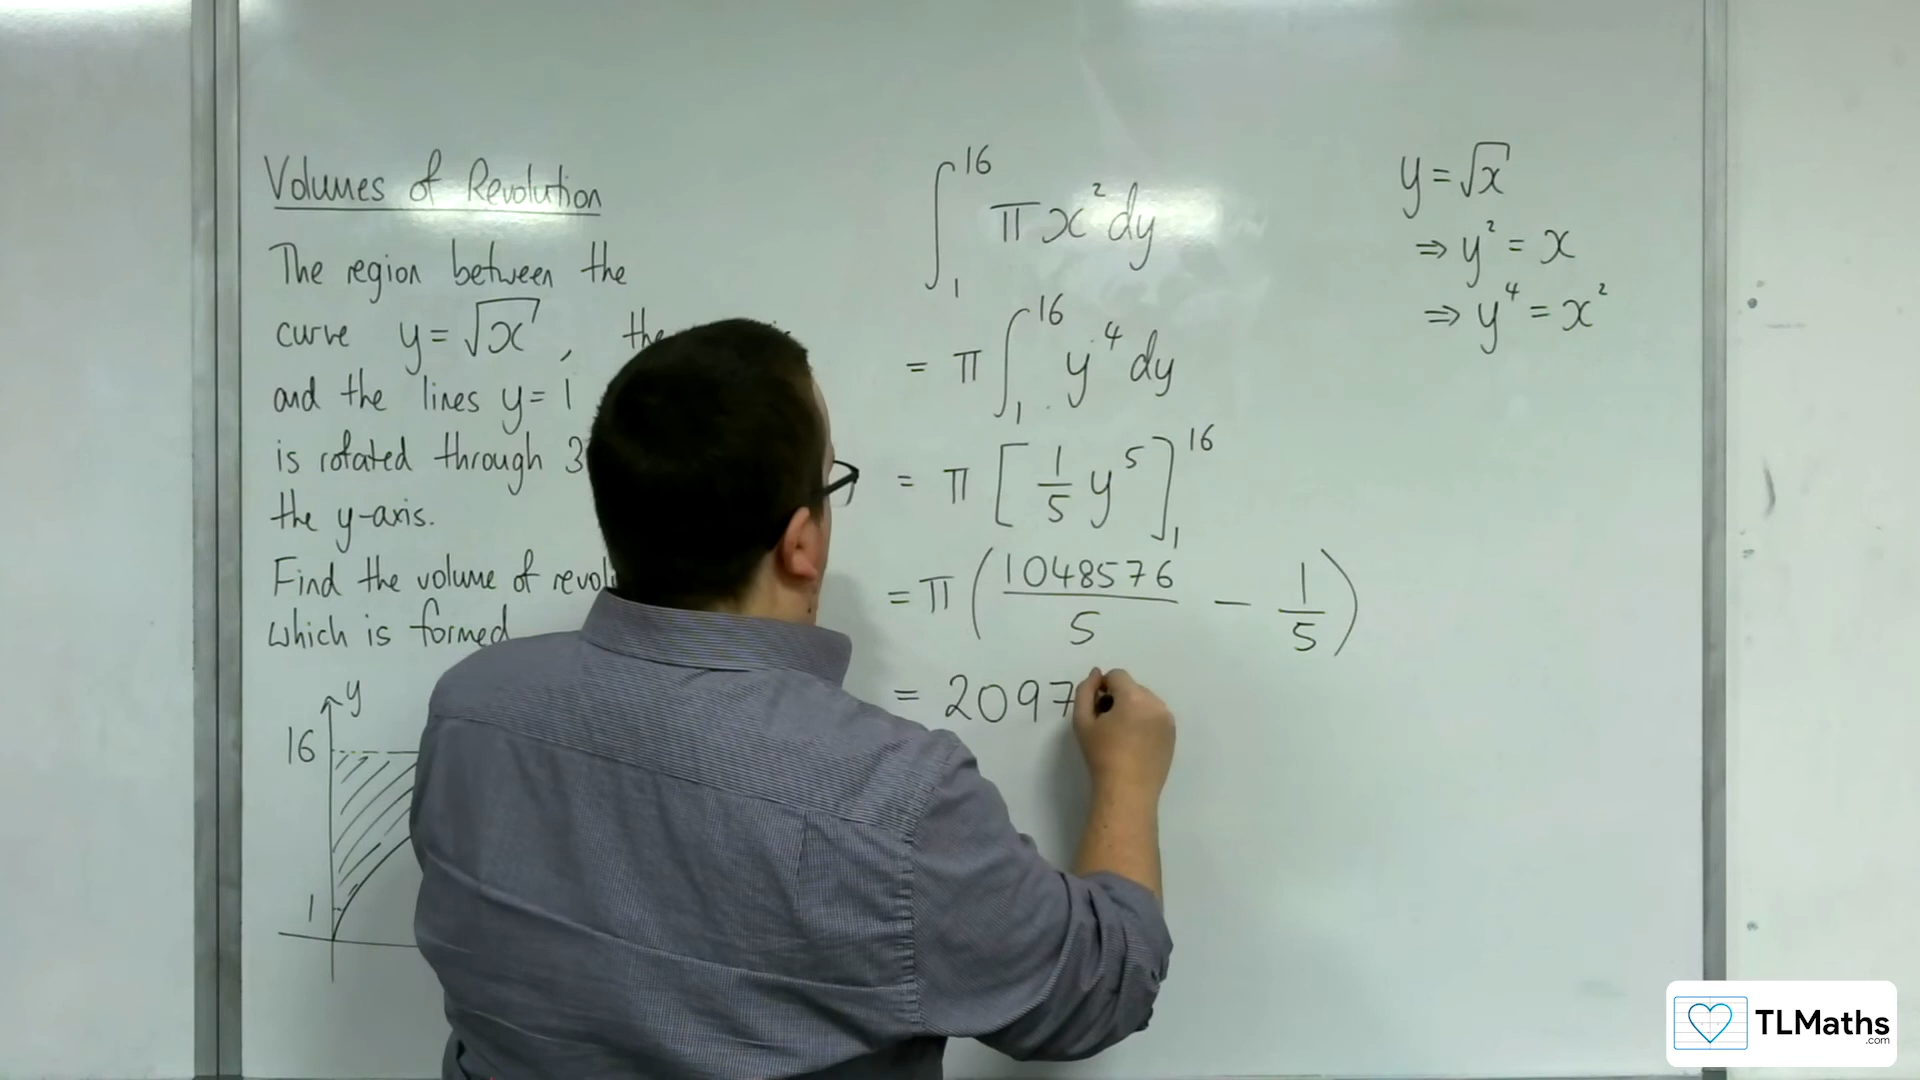 Volumes of Revolution
The region between the
curve y = √x , the
and the lines y = 1
is rotated through 3
the y-axis.
Find the volume of revol
which is formed
y
16
1
∫₁¹⁶ πx² dy
= π ∫₁¹⁶ y⁴ dy
= π [ 1/5 y⁵ ]₁¹⁶
= π ( 1048576/5 − 1/5 )
= 2097
y = √x
⇒ y² = x
⇒ y⁴ = x²
TLMaths
.com